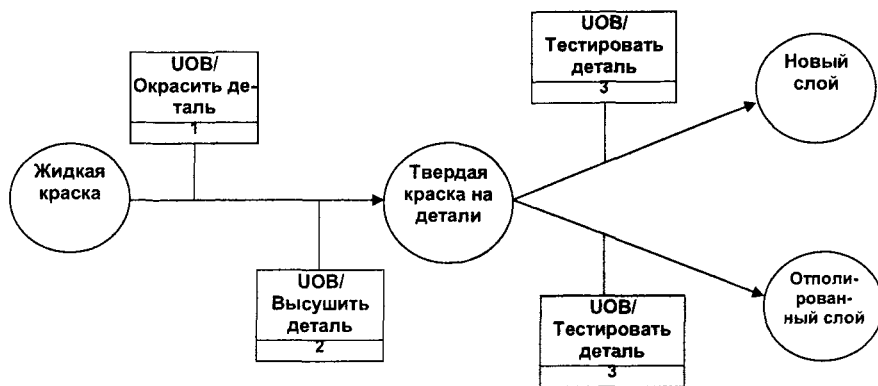 UOB/
Окрасить де-
таль
1
Жидкая
краска
UOB/
Высушить
деталь
2
Твердая
краска на
детали
UOB/
Тестировать
деталь
3
UOB/
Тестировать
деталь
3
Новый
слой
Отполи-
рован-
ный слой